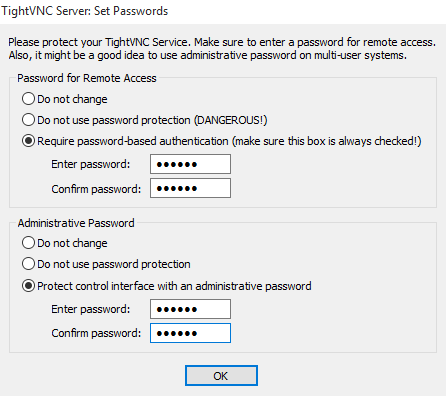 TightVNC Server: Set Passwords
Please protect your TightVNC Service. Make sure to enter a password for remote access.
Also, it might be a good idea to use administrative password on multi-user systems.
Password for Remote Access
Do not change
Do not use password protection (DANGEROUS!)
Require password-based authentication (make sure this box is always checked!)
Enter password: ••••••
Confirm password: ••••••
Administrative Password
Do not change
Do not use password protection
Protect control interface with an administrative password
Enter password: ••••••
Confirm password: ••••••
OK